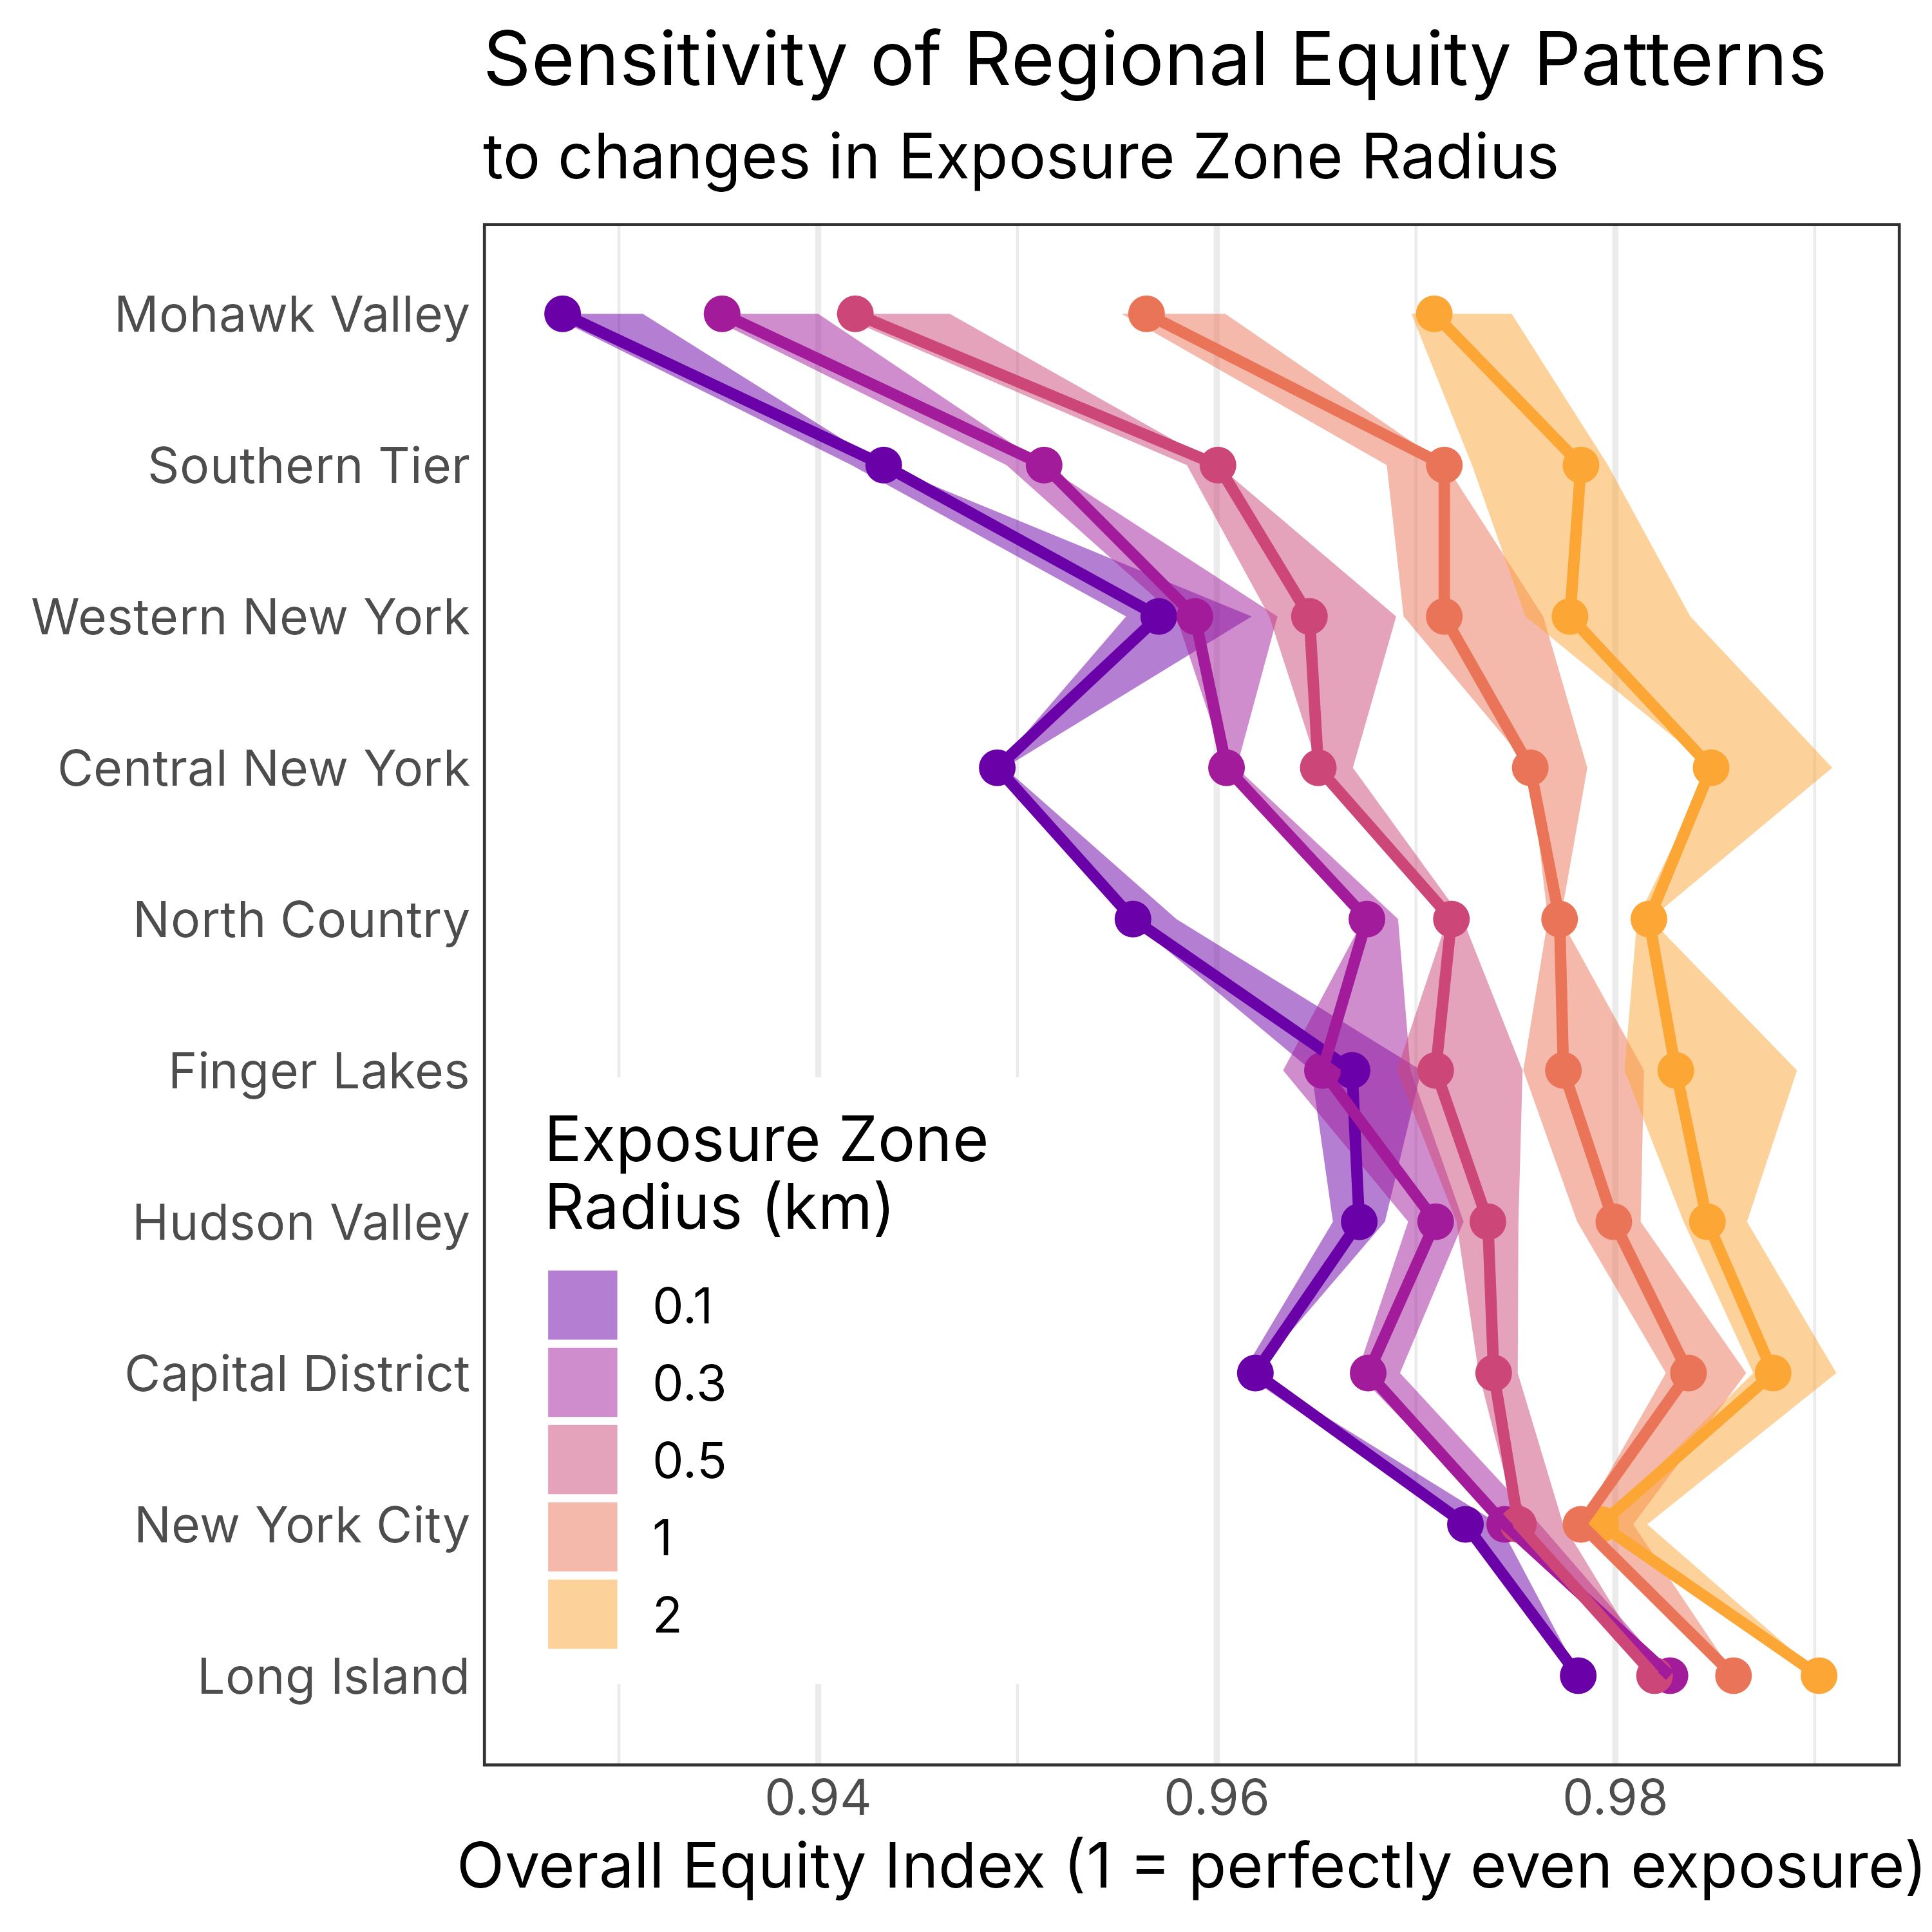 Sensitivity of Regional Equity Patterns
to changes in Exposure Zone Radius
Mohawk Valley
Southern Tier
Western New York
Central New York
North Country
Finger Lakes
Hudson Valley
Capital District
New York City
Long Island
Exposure Zone
Radius (km)
0.1
0.3
0.5
1
2
0.94
0.96
0.98
Overall Equity Index (1 = perfectly even exposure)